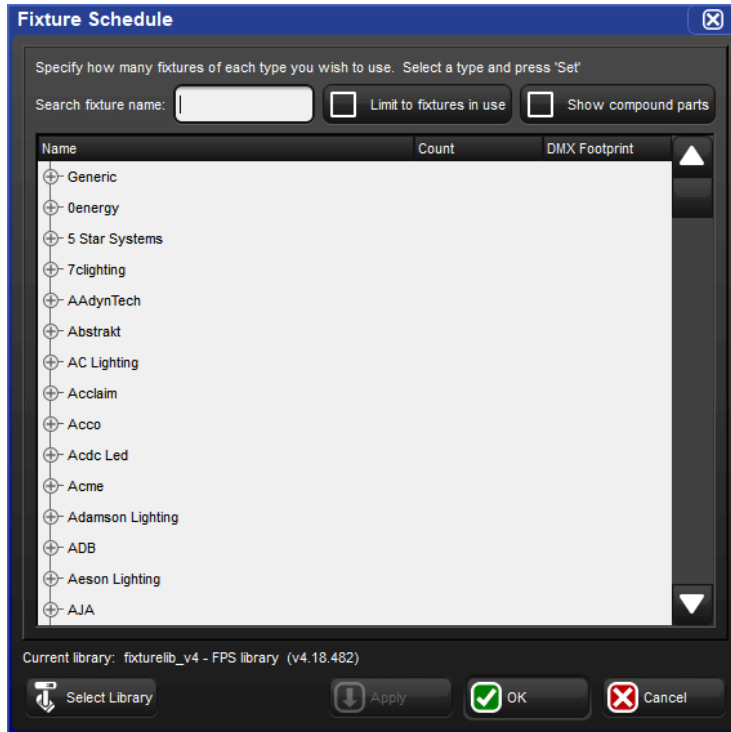 Fixture Schedule
Specify how many fixtures of each type you wish to use. Select a type and press 'Set'
Search fixture name:
Limit to fixtures in use
Show compound parts
Name Count DMX Footprint
Generic
0energy
5 Star Systems
7clighting
AAdynTech
Abstrakt
AC Lighting
Acclaim
Acco
Acdc Led
Acme
Adamson Lighting
ADB
Aeson Lighting
AJA
Current library: fixturelib_v4 - FPS library (v4.18.482)
Select Library
Apply
OK
Cancel